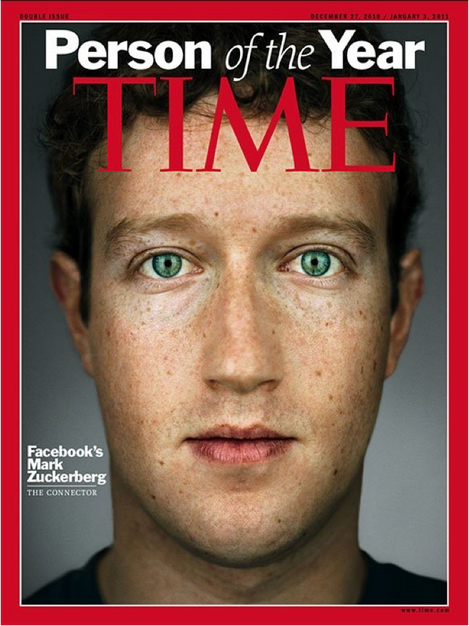 DOUBLE ISSUE DECEMBER 27, 2010 / JANUARY 3, 2011
Person of the Year
TIME
Facebook's
Mark
Zuckerberg
THE CONNECTOR
www.time.com